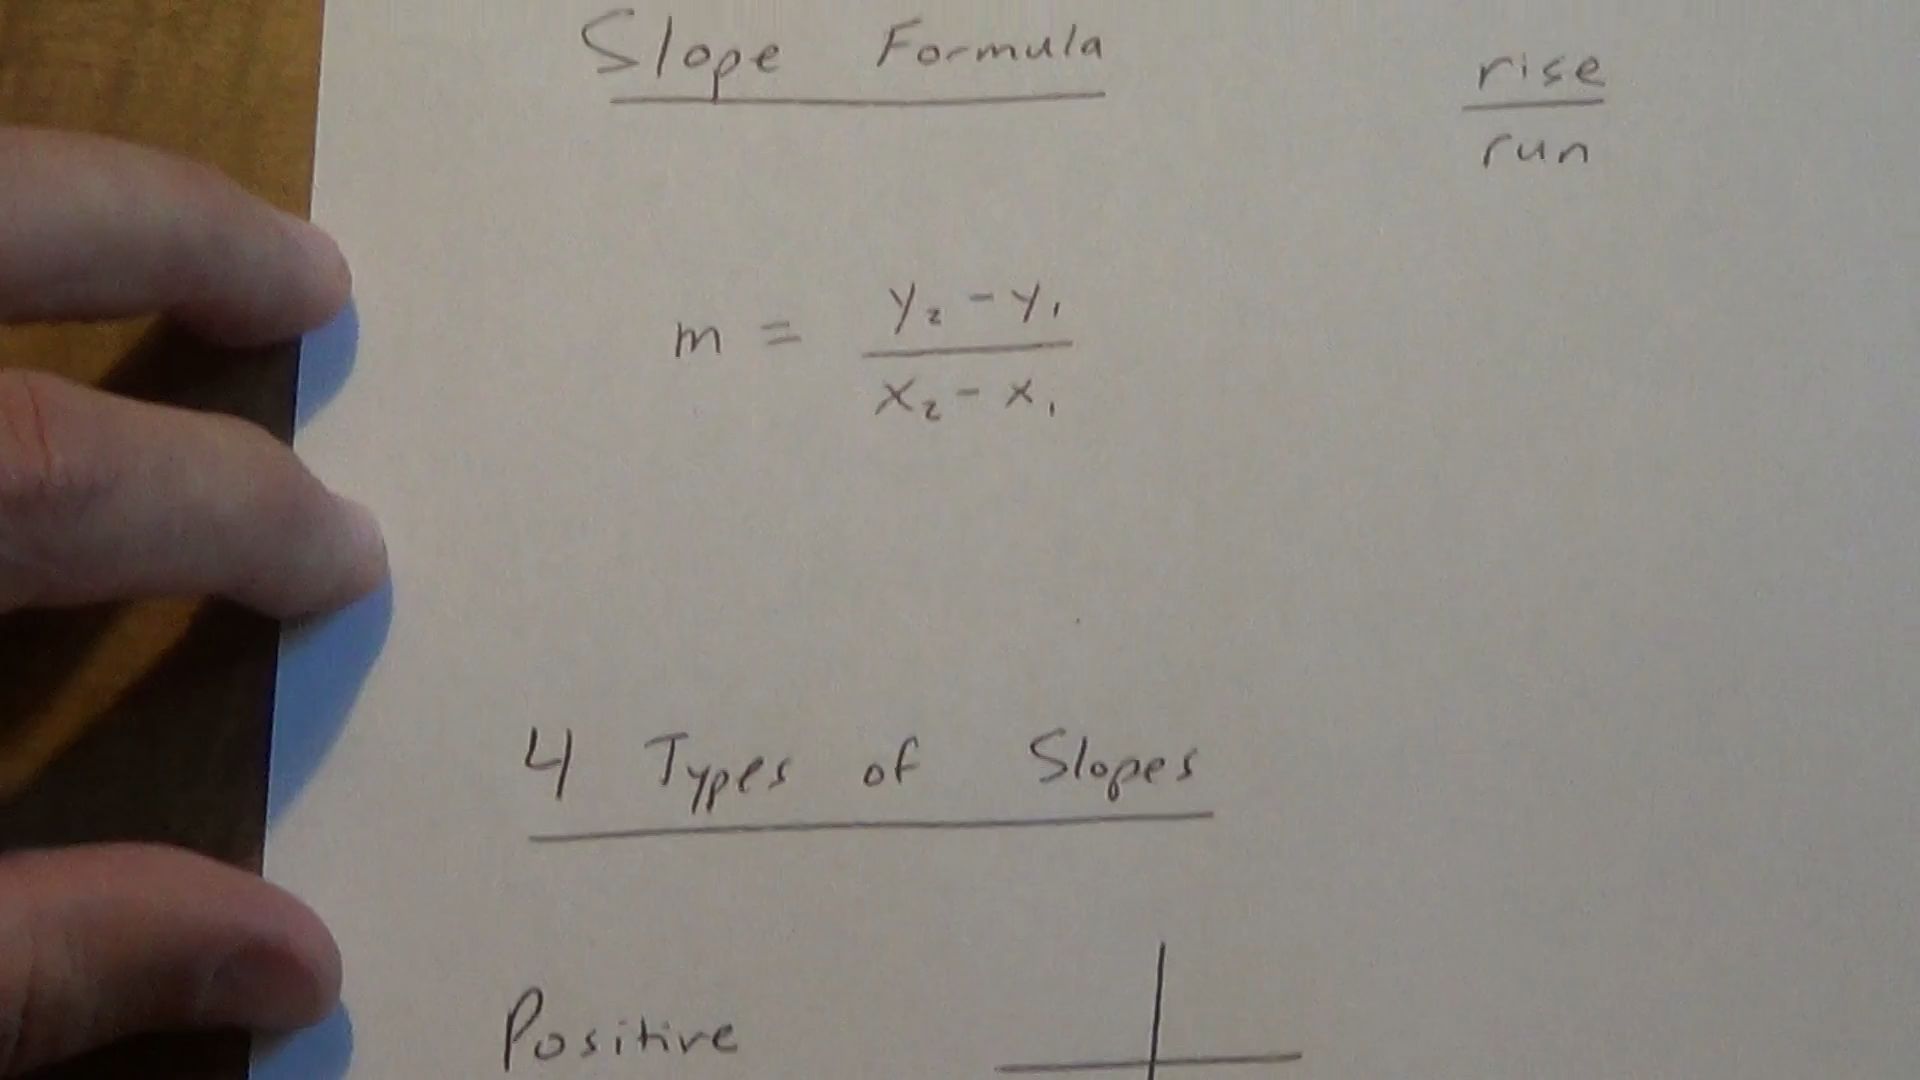 Slope Formula
rise
run
m = y₂ - y₁
x₂ - x₁
4 Types of Slopes
Positive